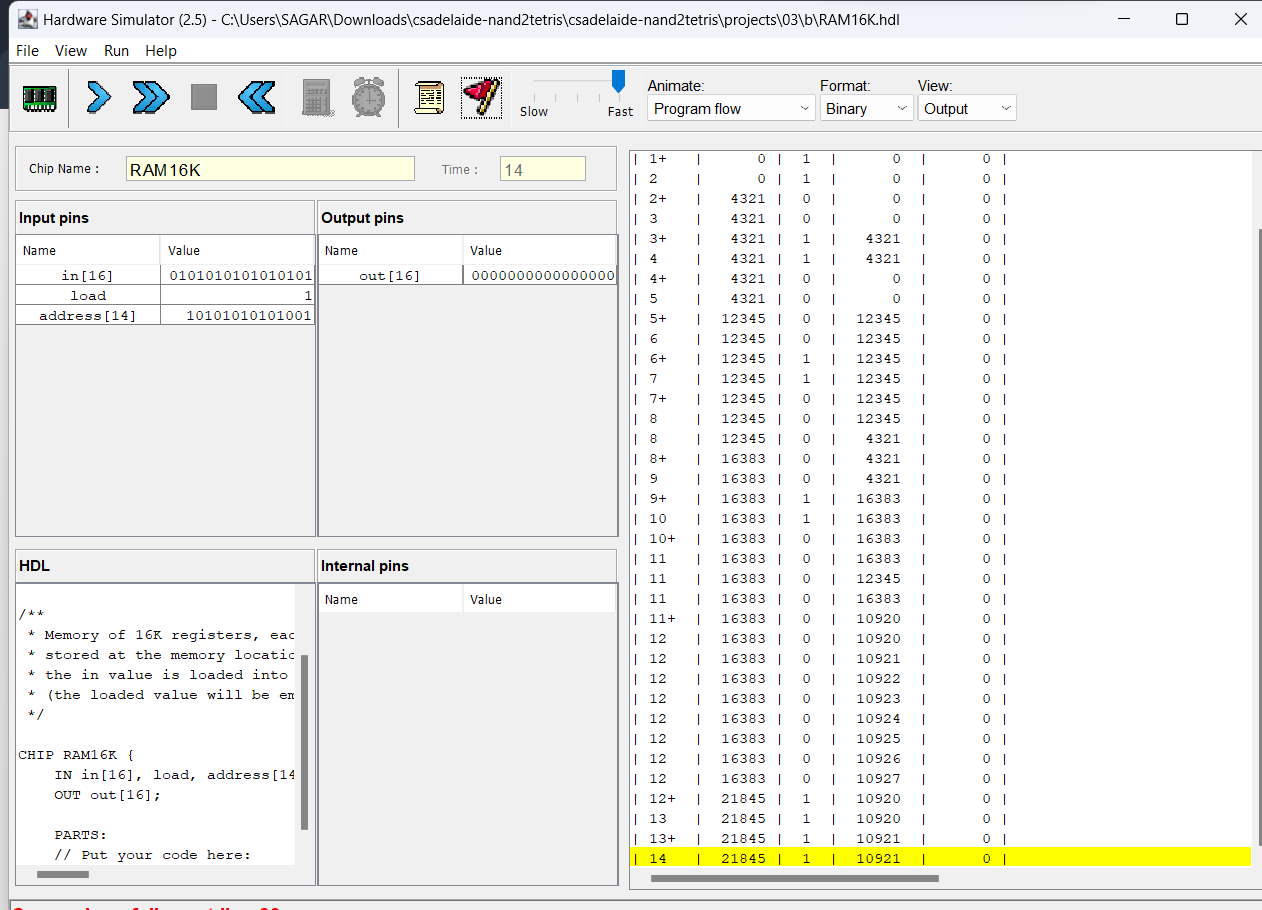 Hardware Simulator (2.5) - C:\Users\SAGAR\Downloads\csadelaide-nand2tetris\csadelaide-nand2tetris\projects\03\b\RAM16K.hdl
File View Run Help
Slow Fast
Animate: Format: View:
Program flow Binary Output
Chip Name : RAM16K Time : 14
Input pins
Name Value
in[16] 0101010101010101
load 1
address[14] 10101010101001
Output pins
Name Value
out[16] 0000000000000000
HDL
/**
* Memory of 16K registers, eac
* stored at the memory locatio
* the in value is loaded into
* (the loaded value will be em
*/
CHIP RAM16K {
IN in[16], load, address[14
OUT out[16];
PARTS:
// Put your code here:
Internal pins
Name Value
| 1+ | 0 | 1 | 0 | 0 |
| 2 | 0 | 1 | 0 | 0 |
| 2+ | 4321 | 0 | 0 | 0 |
| 3 | 4321 | 0 | 0 | 0 |
| 3+ | 4321 | 1 | 4321 | 0 |
| 4 | 4321 | 1 | 4321 | 0 |
| 4+ | 4321 | 0 | 0 | 0 |
| 5 | 4321 | 0 | 0 | 0 |
| 5+ | 12345 | 0 | 12345 | 0 |
| 6 | 12345 | 0 | 12345 | 0 |
| 6+ | 12345 | 1 | 12345 | 0 |
| 7 | 12345 | 1 | 12345 | 0 |
| 7+ | 12345 | 0 | 12345 | 0 |
| 8 | 12345 | 0 | 12345 | 0 |
| 8 | 12345 | 0 | 4321 | 0 |
| 8+ | 16383 | 0 | 4321 | 0 |
| 9 | 16383 | 0 | 4321 | 0 |
| 9+ | 16383 | 1 | 16383 | 0 |
| 10 | 16383 | 1 | 16383 | 0 |
| 10+ | 16383 | 0 | 16383 | 0 |
| 11 | 16383 | 0 | 16383 | 0 |
| 11 | 16383 | 0 | 12345 | 0 |
| 11 | 16383 | 0 | 16383 | 0 |
| 11+ | 16383 | 0 | 10920 | 0 |
| 12 | 16383 | 0 | 10920 | 0 |
| 12 | 16383 | 0 | 10921 | 0 |
| 12 | 16383 | 0 | 10922 | 0 |
| 12 | 16383 | 0 | 10923 | 0 |
| 12 | 16383 | 0 | 10924 | 0 |
| 12 | 16383 | 0 | 10925 | 0 |
| 12 | 16383 | 0 | 10926 | 0 |
| 12 | 16383 | 0 | 10927 | 0 |
| 12+ | 21845 | 1 | 10920 | 0 |
| 13 | 21845 | 1 | 10920 | 0 |
| 13+ | 21845 | 1 | 10921 | 0 |
| 14 | 21845 | 1 | 10921 | 0 |